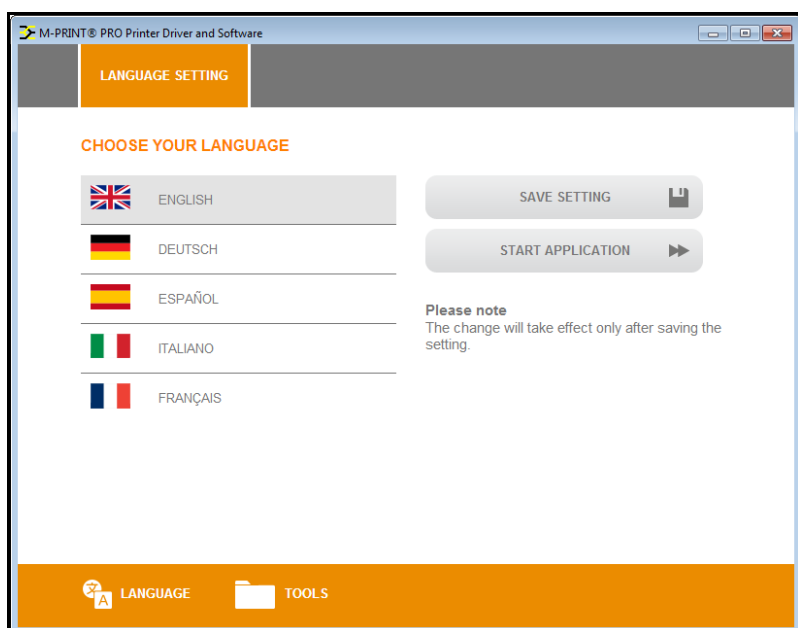 M-PRINT® PRO Printer Driver and Software
LANGUAGE SETTING
CHOOSE YOUR LANGUAGE
ENGLISH
DEUTSCH
ESPAÑOL
ITALIANO
FRANÇAIS
SAVE SETTING
START APPLICATION
Please note
The change will take effect only after saving the
setting.
文
A
LANGUAGE
TOOLS